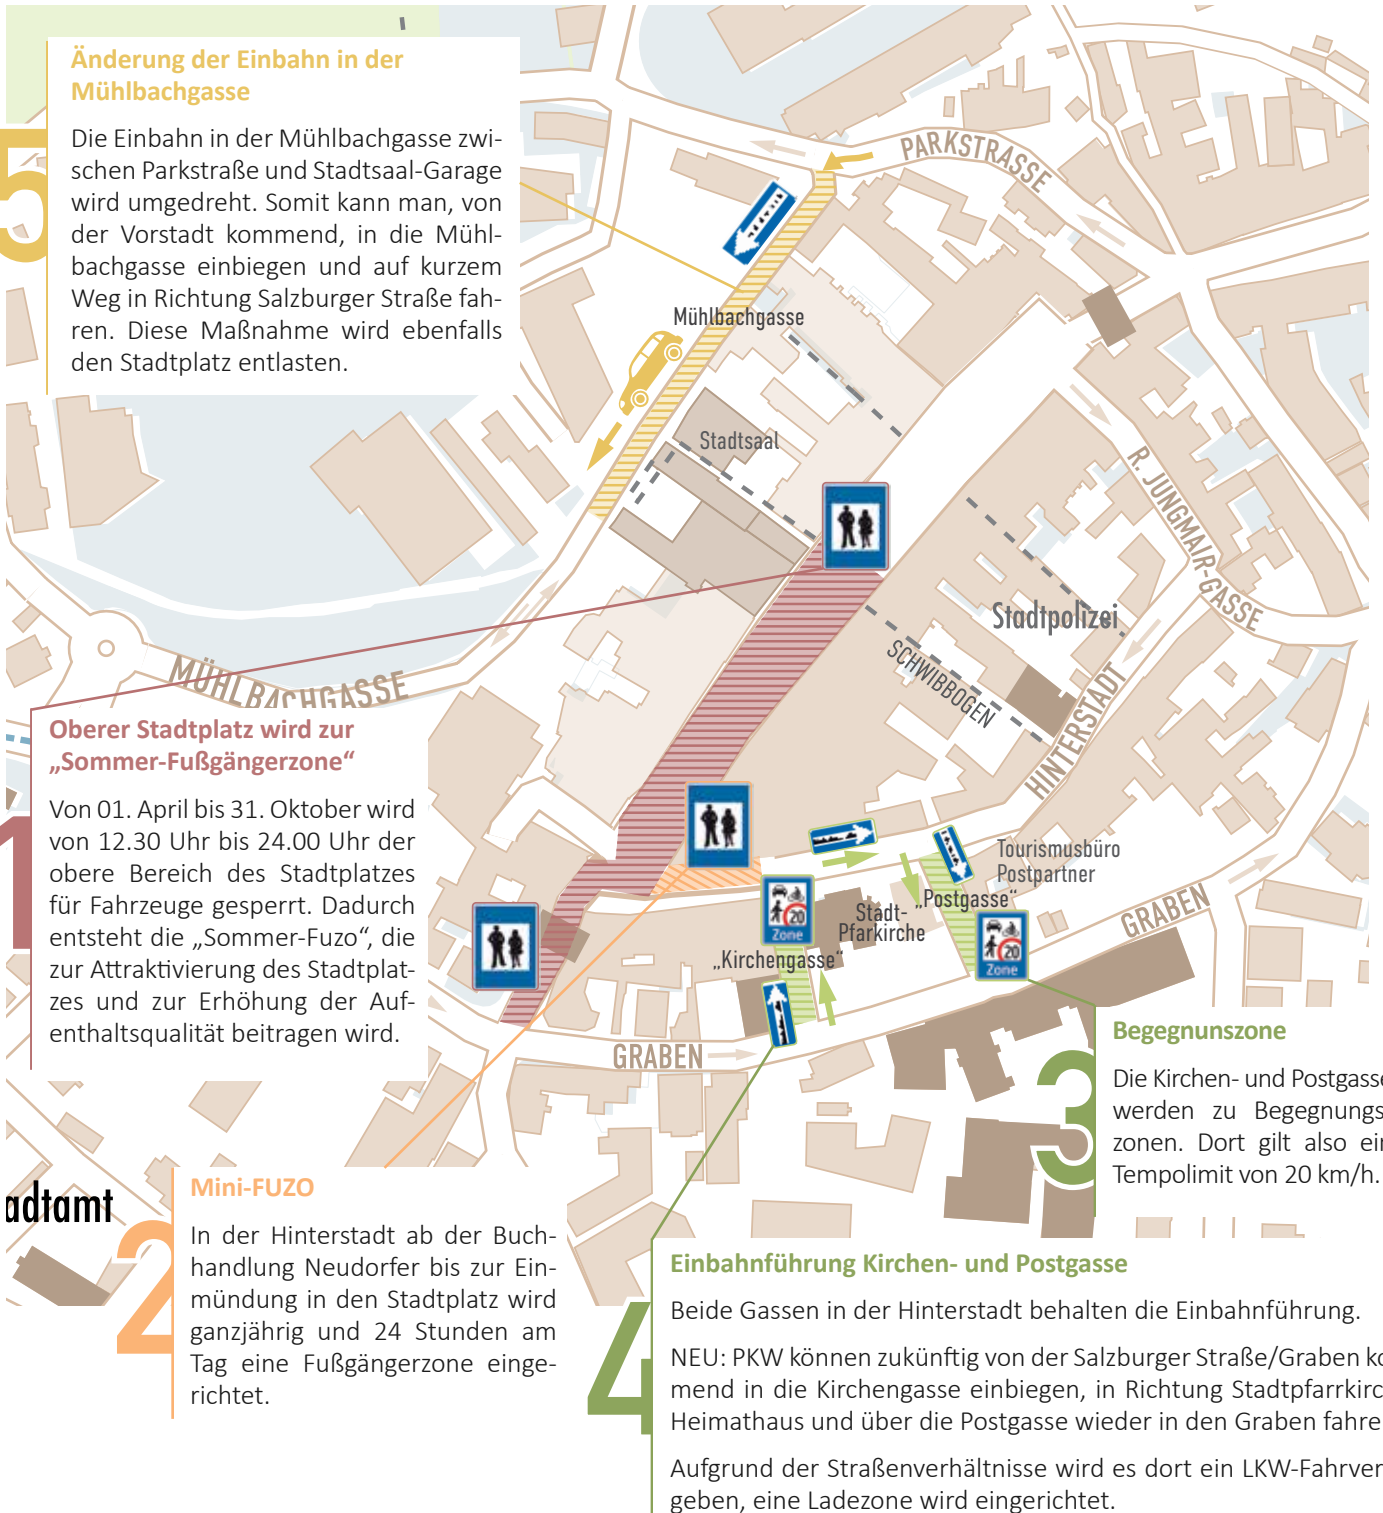 Änderung der Einbahn in der
Mühlbachgasse
5
Die Einbahn in der Mühlbachgasse zwi-
schen Parkstraße und Stadtsaal-Garage
wird umgedreht. Somit kann man, von
der Vorstadt kommend, in die Mühl-
bachgasse einbiegen und auf kurzem
Weg in Richtung Salzburger Straße fah-
ren. Diese Maßnahme wird ebenfalls
den Stadtplatz entlasten.
PARKSTRASSE
Mühlbachgasse
Stadtsaal
R. JUNGMAIR-GASSE
Stadtpolizei
SCHWIBBOGEN
HINTERSTADT
MÜHLBACHGASSE
Oberer Stadtplatz wird zur
„Sommer-Fußgängerzone“
1
Von 01. April bis 31. Oktober wird
von 12.30 Uhr bis 24.00 Uhr der
obere Bereich des Stadtplatzes
für Fahrzeuge gesperrt. Dadurch
entsteht die „Sommer-Fuzo“, die
zur Attraktivierung des Stadtplat-
zes und zur Erhöhung der Auf-
enthaltsqualität beitragen wird.
Tourismusbüro
Postpartner
„Postgasse“
Stadt-
Pfarkirche
20
Zone
„Kirchengasse“
20
Zone
GRABEN
GRABEN
Begegnunszone
3
Die Kirchen- und Postgasse
werden zu Begegnungs
zonen. Dort gilt also ein
Tempolimit von 20 km/h.
adtamt
Mini-FUZO
2
In der Hinterstadt ab der Buch-
handlung Neudorfer bis zur Ein-
mündung in den Stadtplatz wird
ganzjährig und 24 Stunden am
Tag eine Fußgängerzone einge-
richtet.
Einbahnführung Kirchen- und Postgasse
4
Beide Gassen in der Hinterstadt behalten die Einbahnführung.
NEU: PKW können zukünftig von der Salzburger Straße/Graben ko
mend in die Kirchengasse einbiegen, in Richtung Stadtpfarrkirc
Heimathaus und über die Postgasse wieder in den Graben fahre
Aufgrund der Straßenverhältnisse wird es dort ein LKW-Fahrver
geben, eine Ladezone wird eingerichtet.